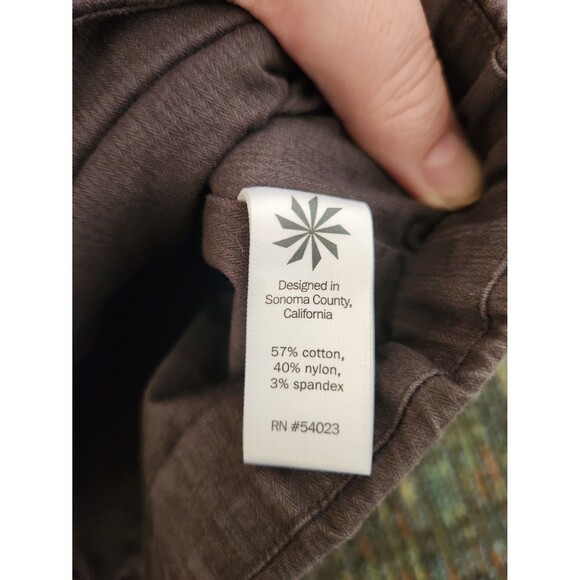 Designed in
Sonoma County,
California
57% cotton,
40% nylon,
3% spandex
RN #54023